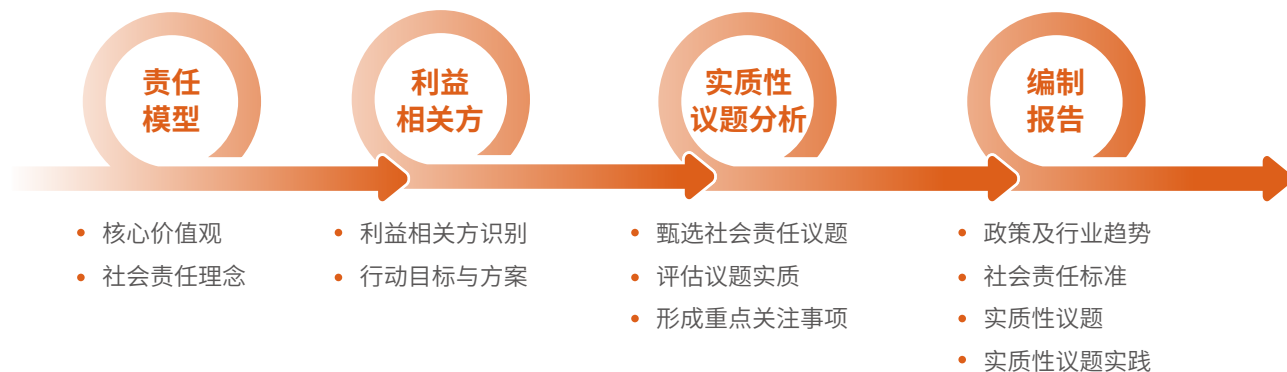 责任
模型
利益
相关方
实质性
议题分析
编制
报告
• 核心价值观
• 社会责任理念
• 利益相关方识别
• 行动目标与方案
• 甄选社会责任议题
• 评估议题实质
• 形成重点关注事项
• 政策及行业趋势
• 社会责任标准
• 实质性议题
• 实质性议题实践